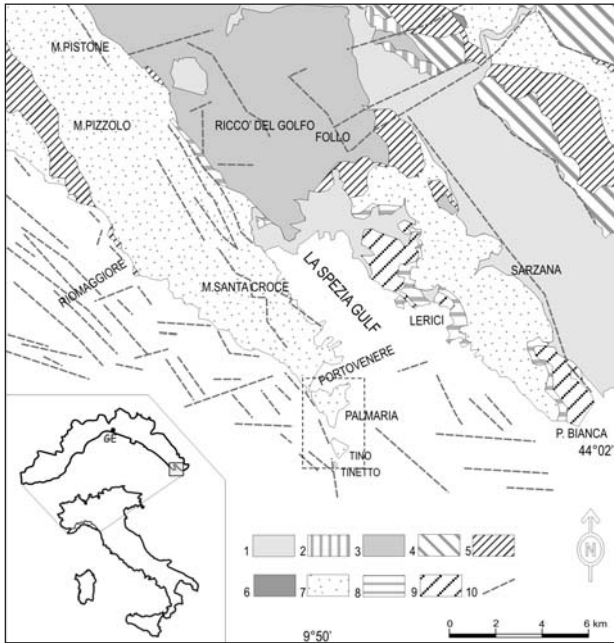 M.PISTONE
M.PIZZOLO
RICCO' DEL GOLFO
FOLLO
RIOMAGGIORE
M.SANTA CROCE
LA SPEZIA GULF
SARZANA
LERICI
PORTOVENERE
PALMARIA
P. BIANCA
44°02'
TINO
TINETTO
GE
1 2 3 4 5
N
6 7 8 9 10
9°50'
0 2 4 6 km